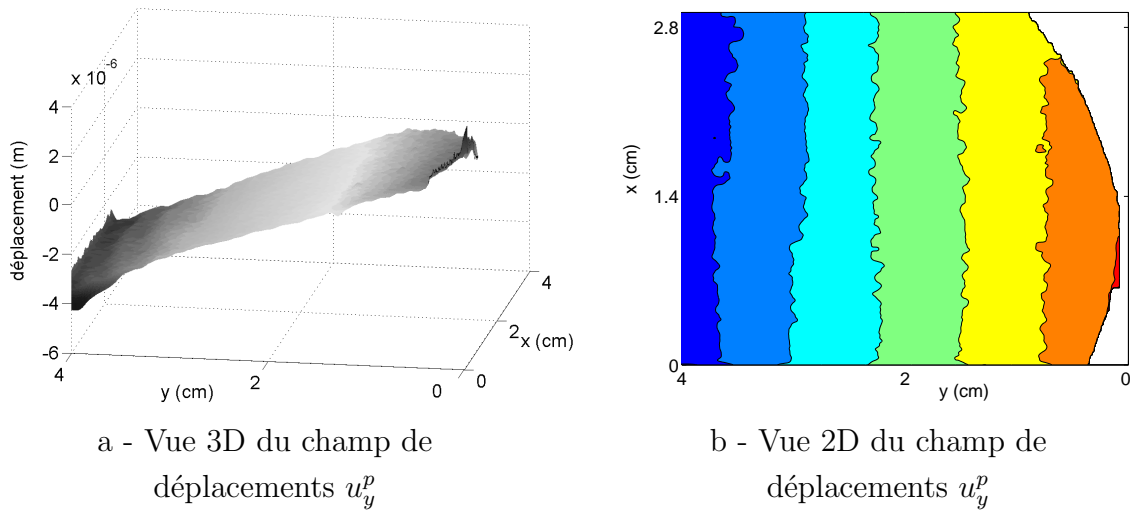 x 10-6
4
2
0
-2
-4
-6
déplacement (m)
4
2
0
y (cm)
0
2
4
x (cm)
2.8
1.4
0
x (cm)
4
2
0
y (cm)
a - Vue 3D du champ de
déplacements u_y^p
b - Vue 2D du champ de
déplacements u_y^p